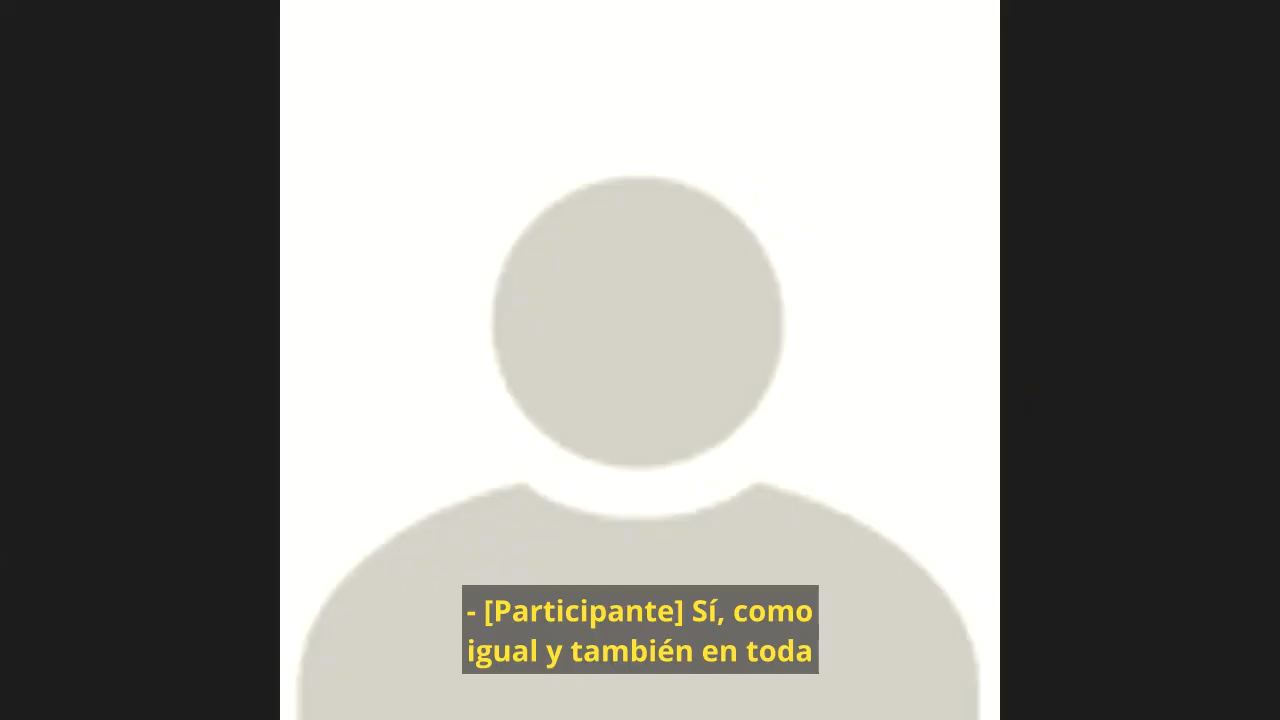 - [Participante] Sí, como
igual y también en toda